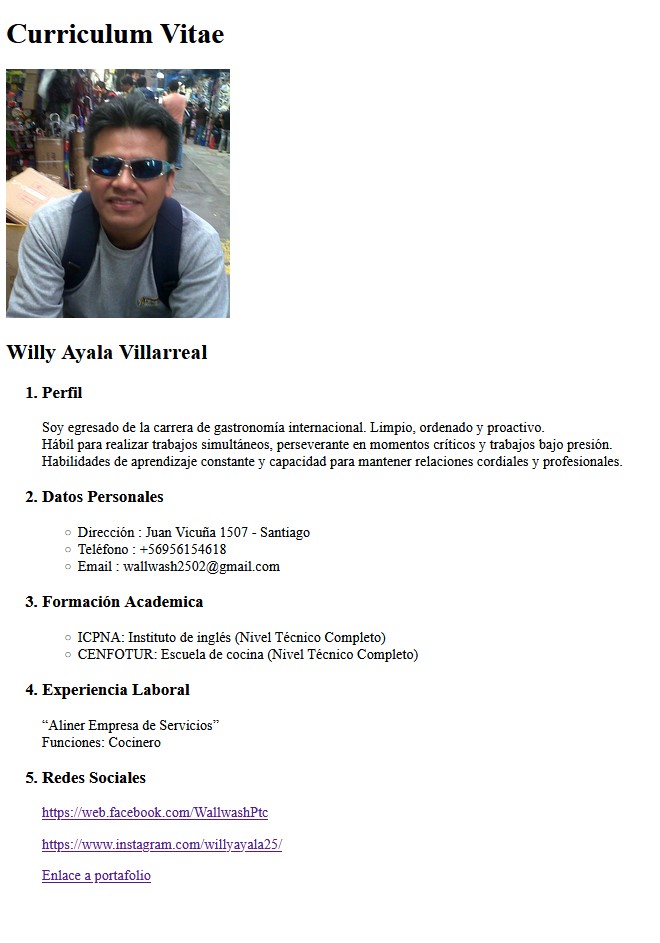 Curriculum Vitae
Willy Ayala Villarreal
1. Perfil
Soy egresado de la carrera de gastronomía internacional. Limpio, ordenado y proactivo.
Hábil para realizar trabajos simultáneos, perseverante en momentos críticos y trabajos bajo presión.
Habilidades de aprendizaje constante y capacidad para mantener relaciones cordiales y profesionales.
2. Datos Personales
Dirección : Juan Vicuña 1507 - Santiago
Teléfono : +56956154618
Email : wallwash2502@gmail.com
3. Formación Academica
ICPNA: Instituto de inglés (Nivel Técnico Completo)
CENFOTUR: Escuela de cocina (Nivel Técnico Completo)
4. Experiencia Laboral
“Aliner Empresa de Servicios”
Funciones: Cocinero
5. Redes Sociales
https://web.facebook.com/WallwashPtc
https://www.instagram.com/willyayala25/
Enlace a portafolio